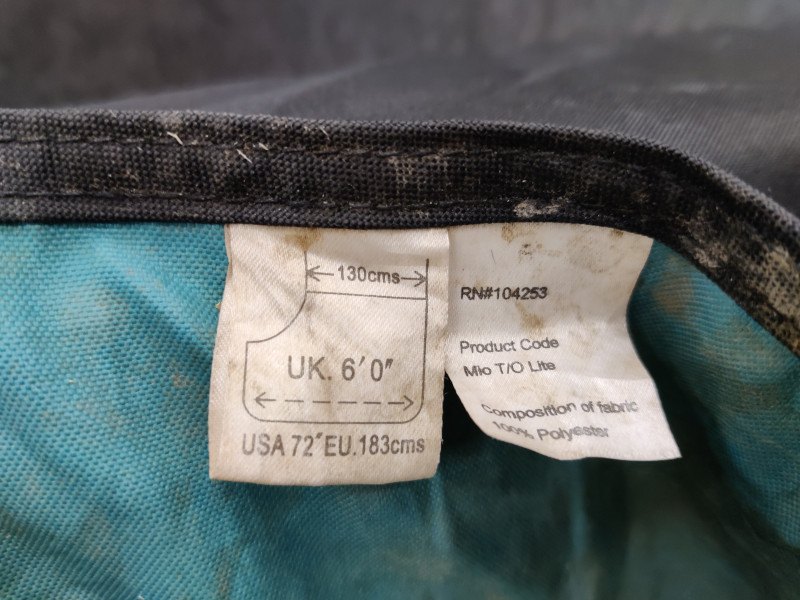 130cms
UK. 6'0"
USA 72" EU.183cms
RN#104253
Product Code
Mio T/O Lite
Composition of fabric
100% Polyester